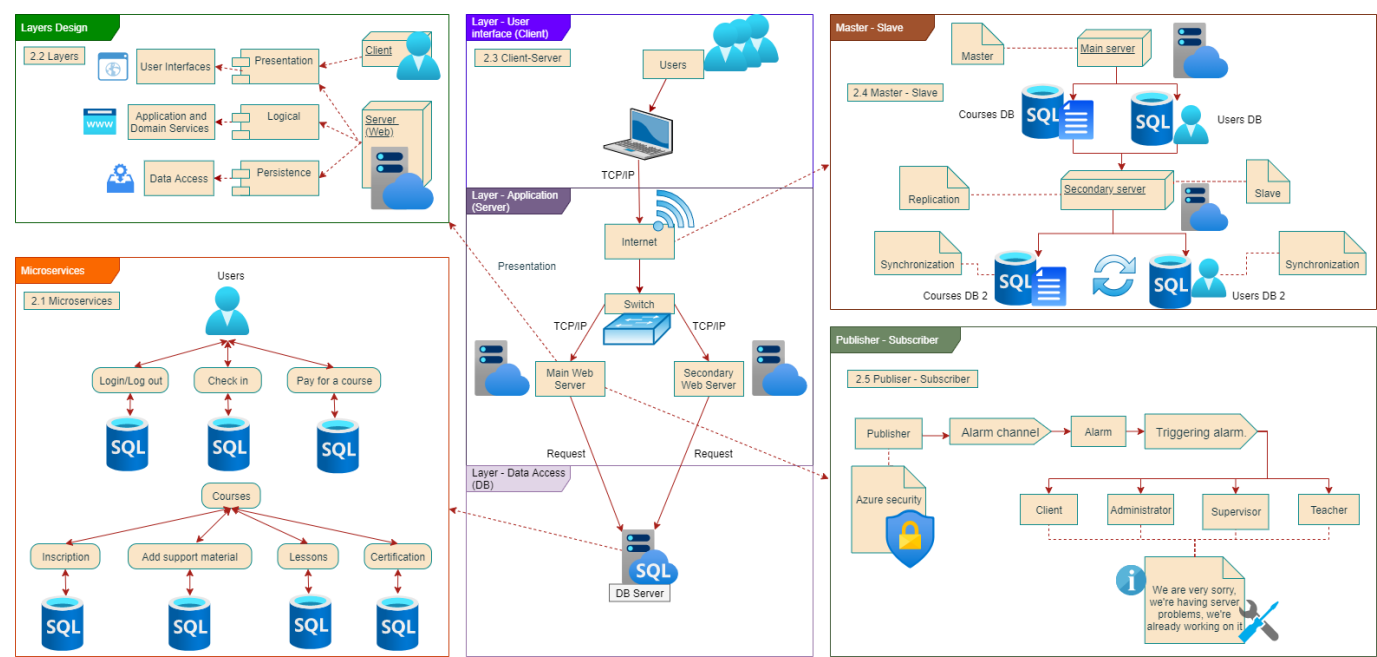 Layers Design
2.2 Layers
User Interfaces
Presentation
Client
www
Application and
Domain Services
Logical
Server
(Web)
Data Access
Persistence
Microservices
2.1 Microservices
Users
Login/Log out
Check in
Pay for a course
SQL
SQL
SQL
Courses
Inscription
Add support material
Lessons
Certification
SQL
SQL
SQL
SQL
Layer - User
interface (Client)
2.3 Client-Server
Users
TCP/IP
Layer - Application
(Server)
Internet
Presentation
Switch
TCP/IP
TCP/IP
Main Web
Server
Secondary
Web Server
Request
Request
Layer - Data Access
(DB)
SQL
DB Server
Master - Slave
Master
Main server
2.4 Master - Slave
Courses DB
SQL
SQL
Users DB
Secondary server
Replication
Slave
Synchronization
SQL
SQL
Synchronization
Courses DB 2
Users DB 2
Publisher - Subscriber
2.5 Publiser - Subscriber
Publisher
Alarm channel
Alarm
Triggering alarm.
Azure security
Client
Administrator
Supervisor
Teacher
i
We are very sorry,
we're having server
problems, we're
already working on it